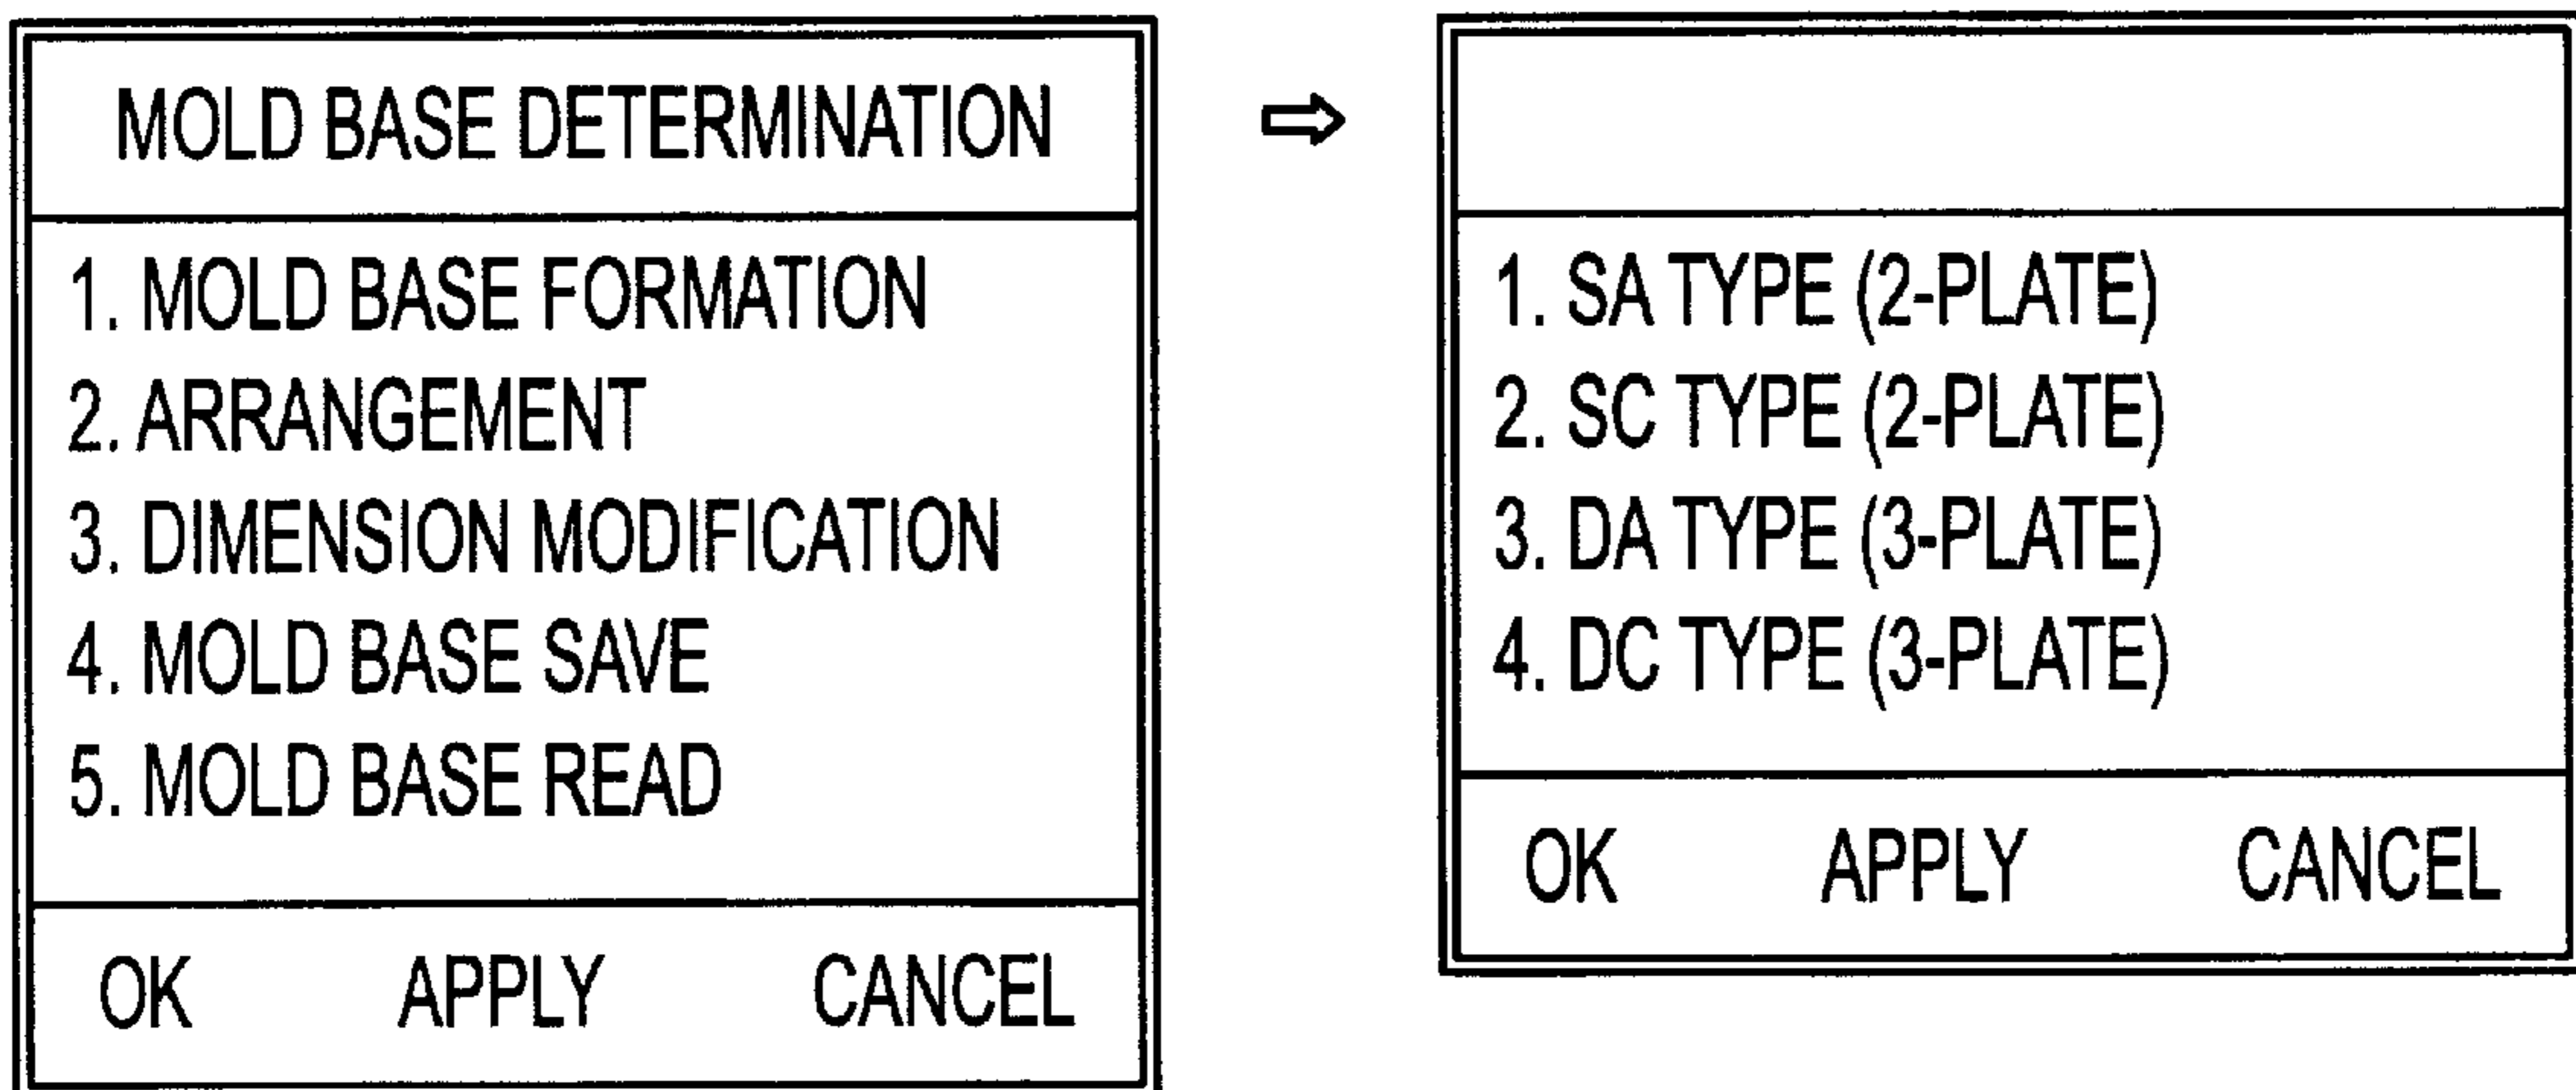 MOLD BASE DETERMINATION
1. MOLD BASE FORMATION
2. ARRANGEMENT
3. DIMENSION MODIFICATION
4. MOLD BASE SAVE
5. MOLD BASE READ
OK APPLY CANCEL
1. SA TYPE (2-PLATE)
2. SC TYPE (2-PLATE)
3. DA TYPE (3-PLATE)
4. DC TYPE (3-PLATE)
OK APPLY CANCEL